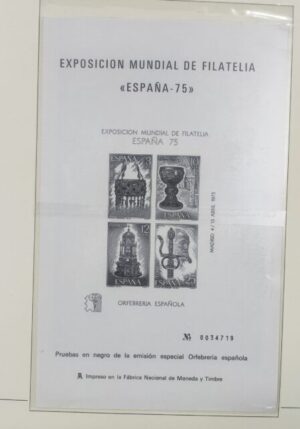 EXPOSICION MUNDIAL DE FILATELIA
«ESPAÑA-75»
EXPOSICION MUNDIAL DE FILATELIA
ESPAÑA 75
ESPAÑA
ESPAÑA
ESPAÑA
12
ESPAÑA
MADRID 4/13 ABRIL 1975
ORFEBRERIA ESPAÑOLA
Nº 0034719
Pruebas en negro de la emisión especial Orfebrería española
Impreso en la Fábrica Nacional de Moneda y Timbre